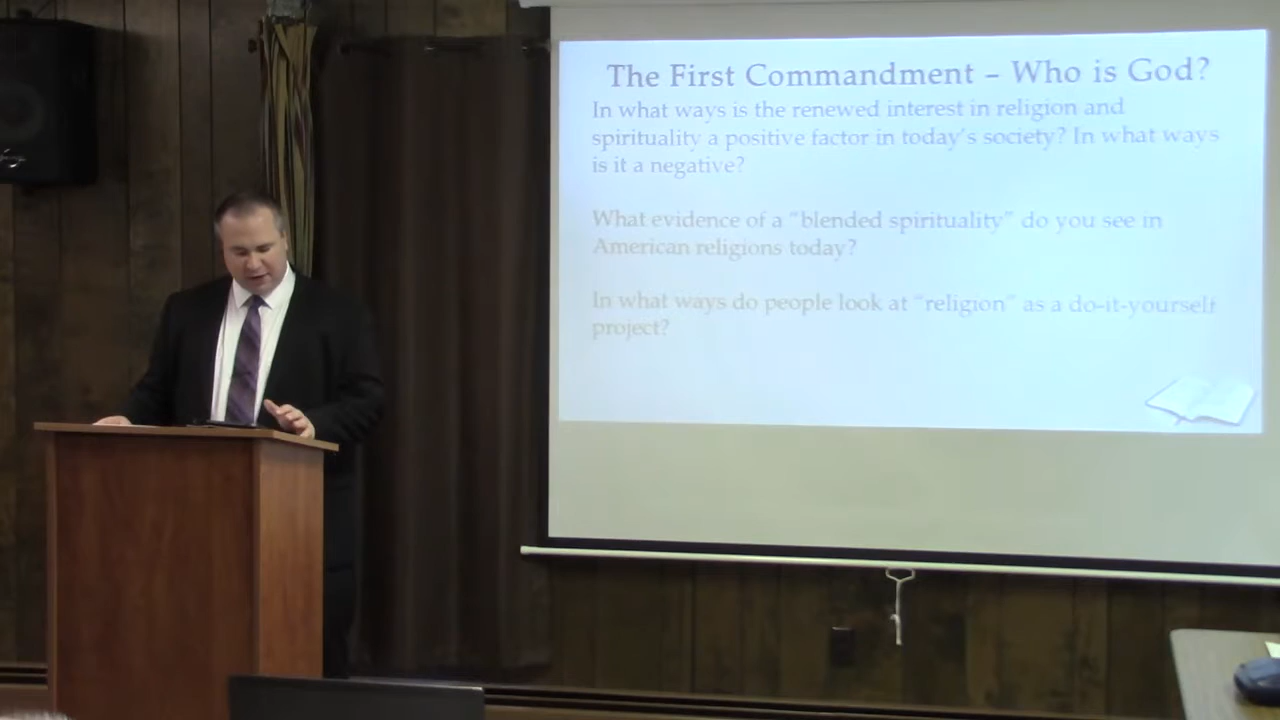 The First Commandment – Who is God?
In what ways is the renewed interest in religion and
spirituality a positive factor in today's society? In what ways
is it a negative?
What evidence of a "blended spirituality" do you see in
American religions today?
In what ways do people look at "religion" as a do-it-yourself
project?